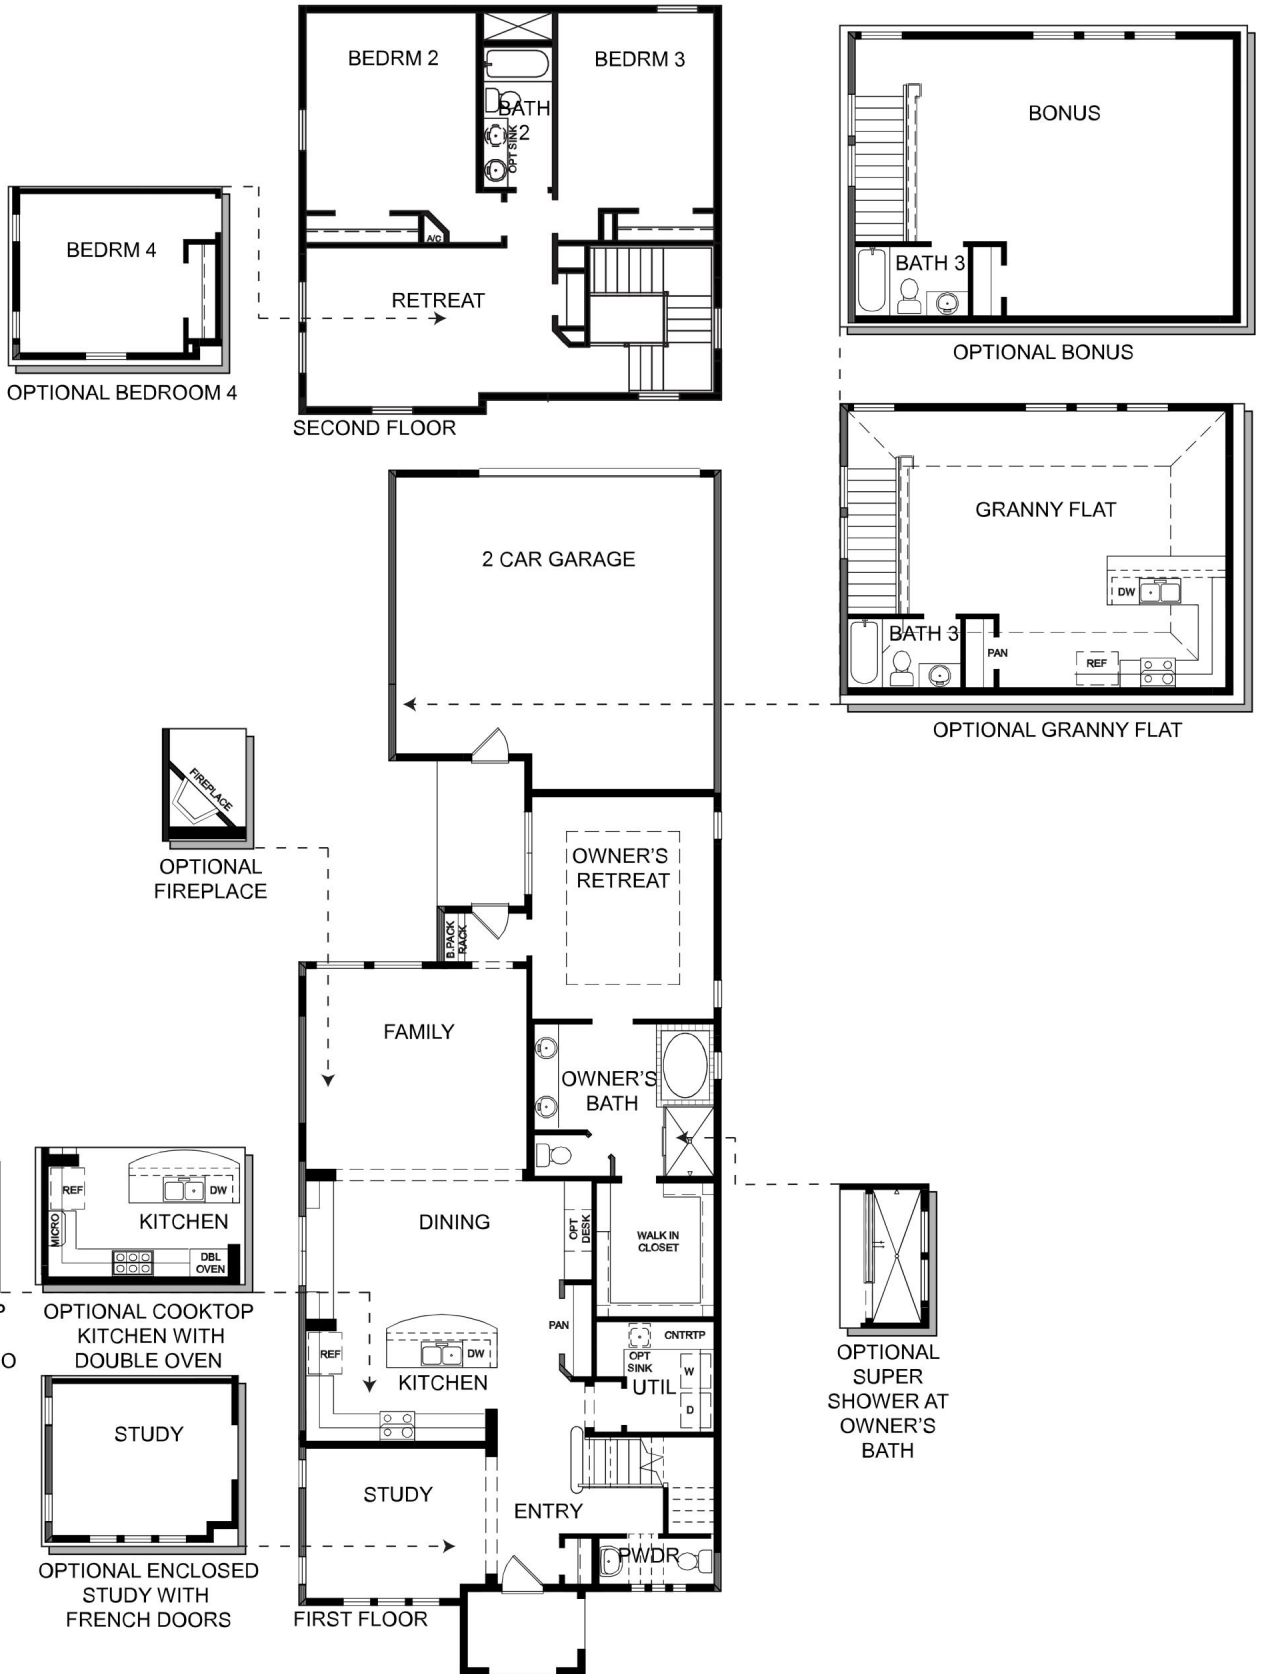 BEDRM 2
BATH
2
OPT SINK
BEDRM 3
A/C
RETREAT
SECOND FLOOR
BEDRM 4
OPTIONAL BEDROOM 4
BONUS
BATH 3
OPTIONAL BONUS
GRANNY FLAT
DW
BATH 3
PAN
REF
OPTIONAL GRANNY FLAT
2 CAR GARAGE
FIREPLACE
OPTIONAL
FIREPLACE
OWNER'S
RETREAT
B.PACK
RACK
FAMILY
OWNER'S
BATH
REF
DW
KITCHEN
MICRO
DBL
OVEN
OPTIONAL COOKTOP
KITCHEN WITH
DOUBLE OVEN
P
O
DINING
OPT
DESK
WALK IN
CLOSET
PAN
REF
DW
KITCHEN
CNTRTP
OPT
SINK
W
UTIL
D
OPTIONAL
SUPER
SHOWER AT
OWNER'S
BATH
STUDY
OPTIONAL ENCLOSED
STUDY WITH
FRENCH DOORS
STUDY
ENTRY
PWDR
FIRST FLOOR